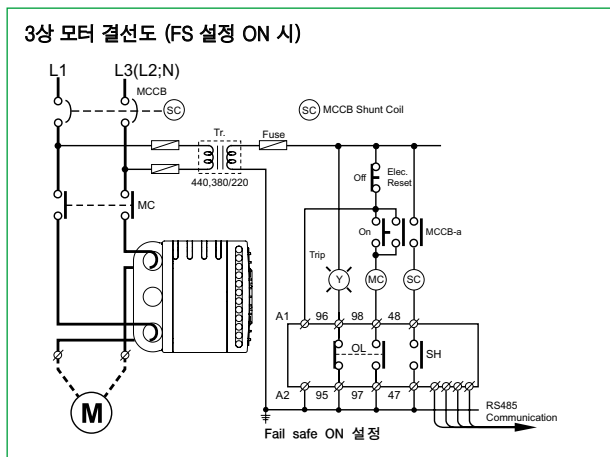 3상 모터 결선도 (FS 설정 ON 시)
L1
L3(L2;N)
MCCB
SC
SC MCCB Shunt Coil
Tr.
Fuse
440,380/220
Off
Elec.
Reset
MC
On
MCCB-a
Trip
Y
MC
SC
A1
96
98
48
OL
SH
A2
95
97
47
RS485
Communication
M
Fail safe ON 설정